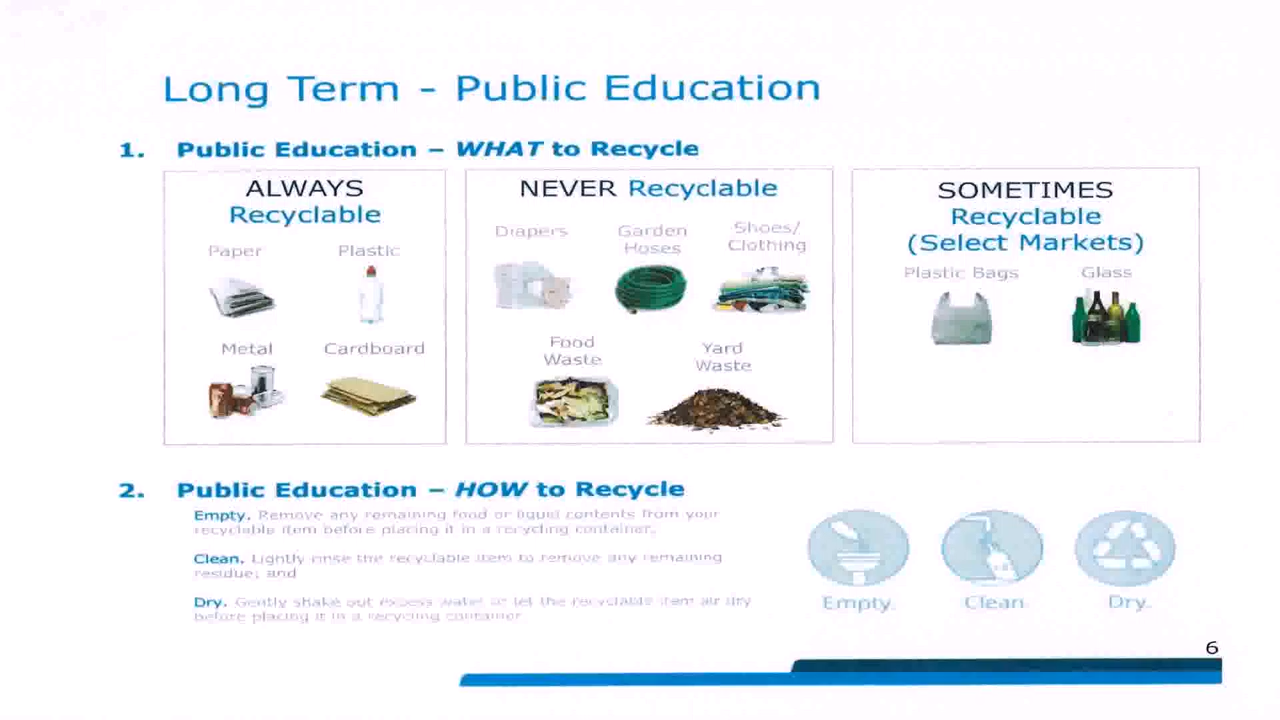 Long Term - Public Education
1. Public Education – WHAT to Recycle
ALWAYS
Recyclable
Paper Plastic
Metal Cardboard
NEVER Recyclable
Diapers Garden Hoses Shoes/ Clothing
Food Waste Yard Waste
SOMETIMES
Recyclable
(Select Markets)
Plastic Bags Glass
2. Public Education – HOW to Recycle
Empty. Remove any remaining food or liquid contents from your
recyclable item before placing it in a recycling container.
Clean. Lightly rinse the recyclable item to remove any remaining
residue; and
Dry. Gently shake out excess water or let the recyclable item air dry
before placing it in a recycling container
Empty. Clean. Dry.
6